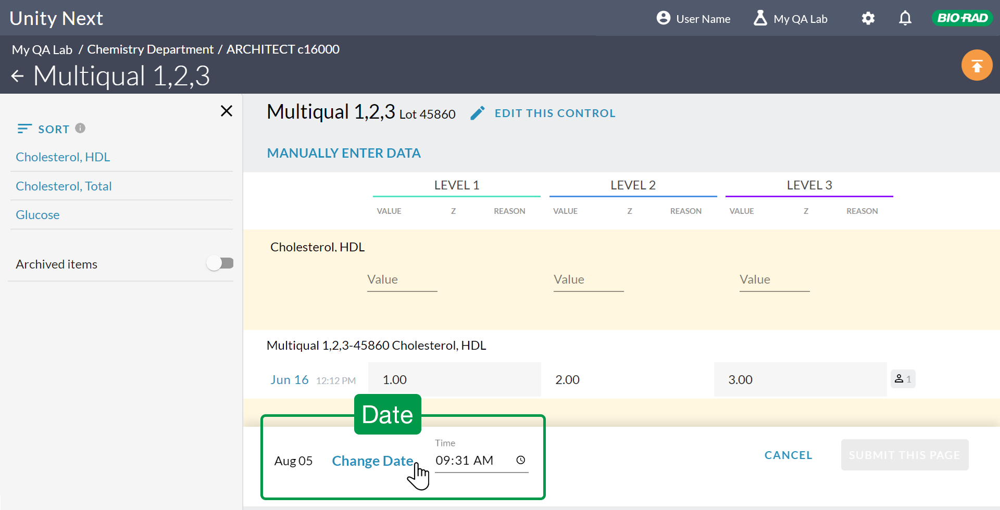 Unity Next
User Name
My QA Lab
BIO-RAD
My QA Lab / Chemistry Department / ARCHITECT c16000
Multiqual 1,2,3
SORT
Cholesterol, HDL
Cholesterol, Total
Glucose
Archived items
Multiqual 1,2,3 Lot 45860
EDIT THIS CONTROL
MANUALLY ENTER DATA
LEVEL 1 LEVEL 2 LEVEL 3
VALUE Z REASON VALUE Z REASON VALUE Z REASON
Cholesterol, HDL
Value Value Value
Multiqual 1,2,3-45860 Cholesterol, HDL
Jun 16 12:12 PM 1.00 2.00 3.00 1
Date
Time
Aug 05 Change Date 09:31 AM
CANCEL
SUBMIT THIS PAGE